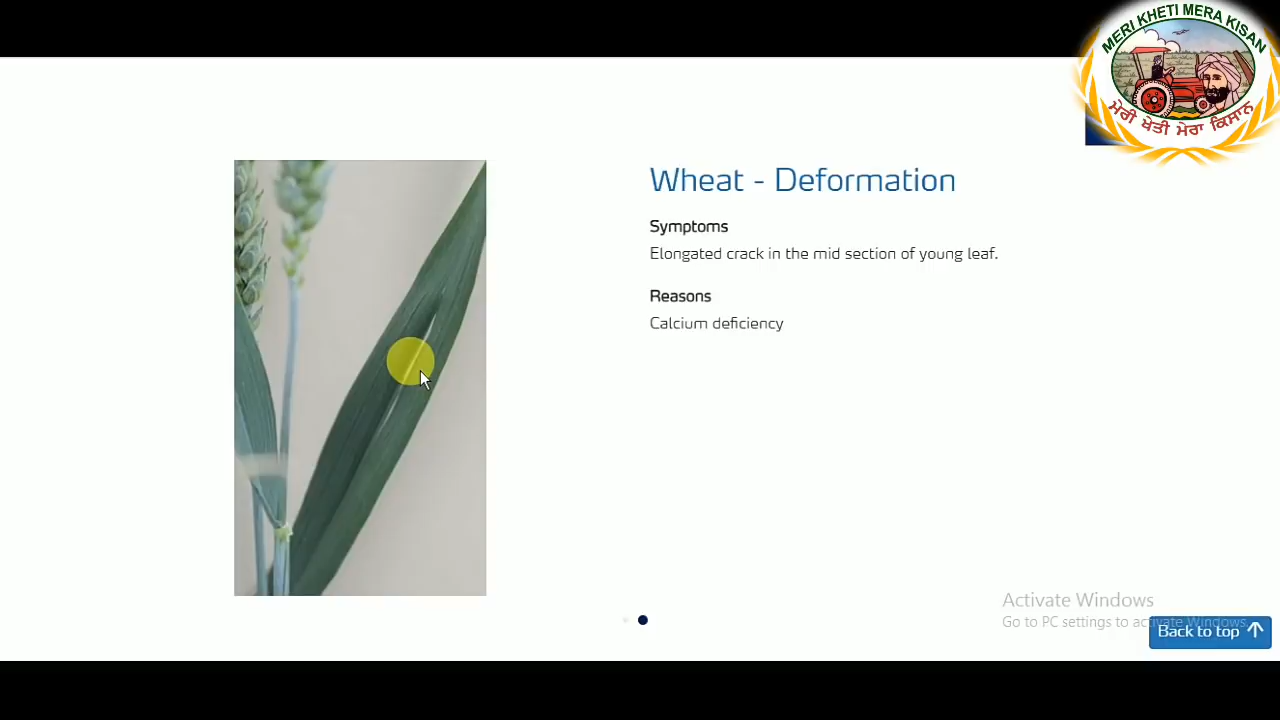 MERI KHETI MERA KISAN
ਮੇਰੀ ਖੇਤੀ ਮੇਰਾ ਕਿਸਾਨ
Wheat - Deformation
Symptoms
Elongated crack in the mid section of young leaf.
Reasons
Calcium deficiency
Activate Windows
Go to PC settings to activate Windows.
Back to top